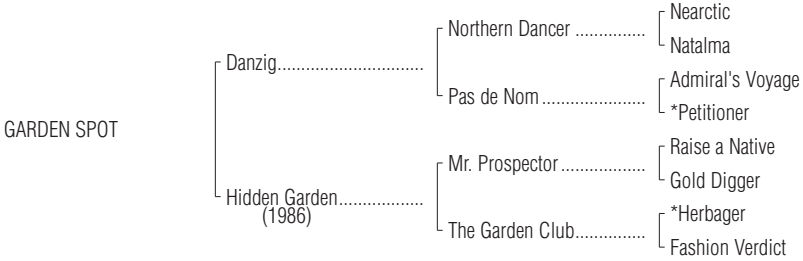 Nearctic
Northern Dancer ...............
Natalma
Danzig...............................
Admiral's Voyage
Pas de Nom ......................
*Petitioner
GARDEN SPOT
Raise a Native
Mr. Prospector ..................
Gold Digger
Hidden Garden..................
(1986)
*Herbager
The Garden Club...............
Fashion Verdict